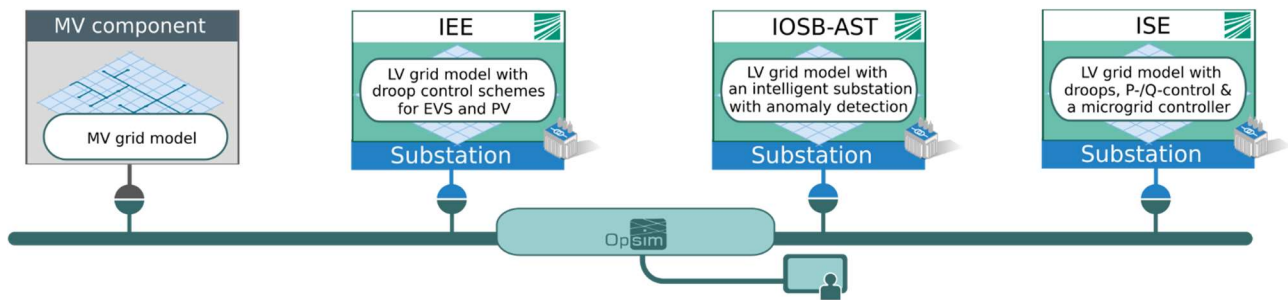 MV component
MV grid model
IEE
LV grid model with
droop control schemes
for EVS and PV
Substation
IOSB-AST
LV grid model with
an intelligent substation
with anomaly detection
Substation
ISE
LV grid model with
droops, P-/Q-control &
a microgrid controller
Substation
Opsim